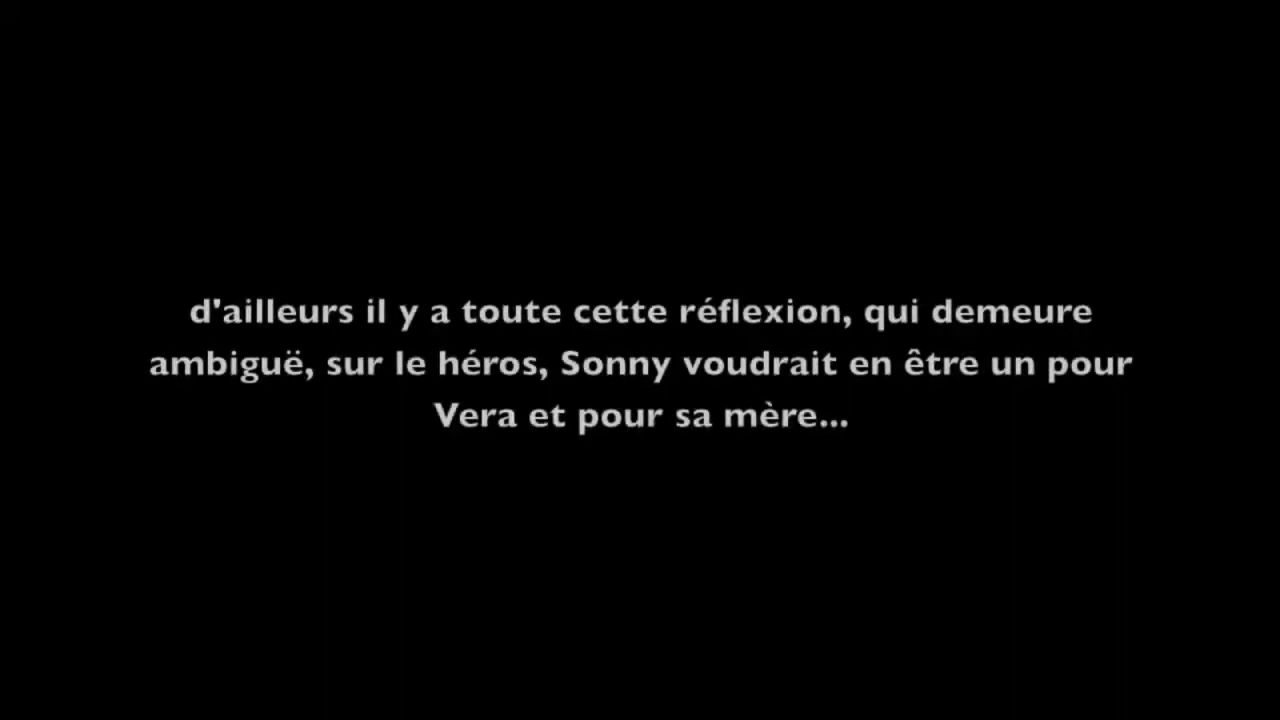 d'ailleurs il y a toute cette réflexion, qui demeure
ambiguë, sur le héros, Sonny voudrait en être un pour
Vera et pour sa mère...